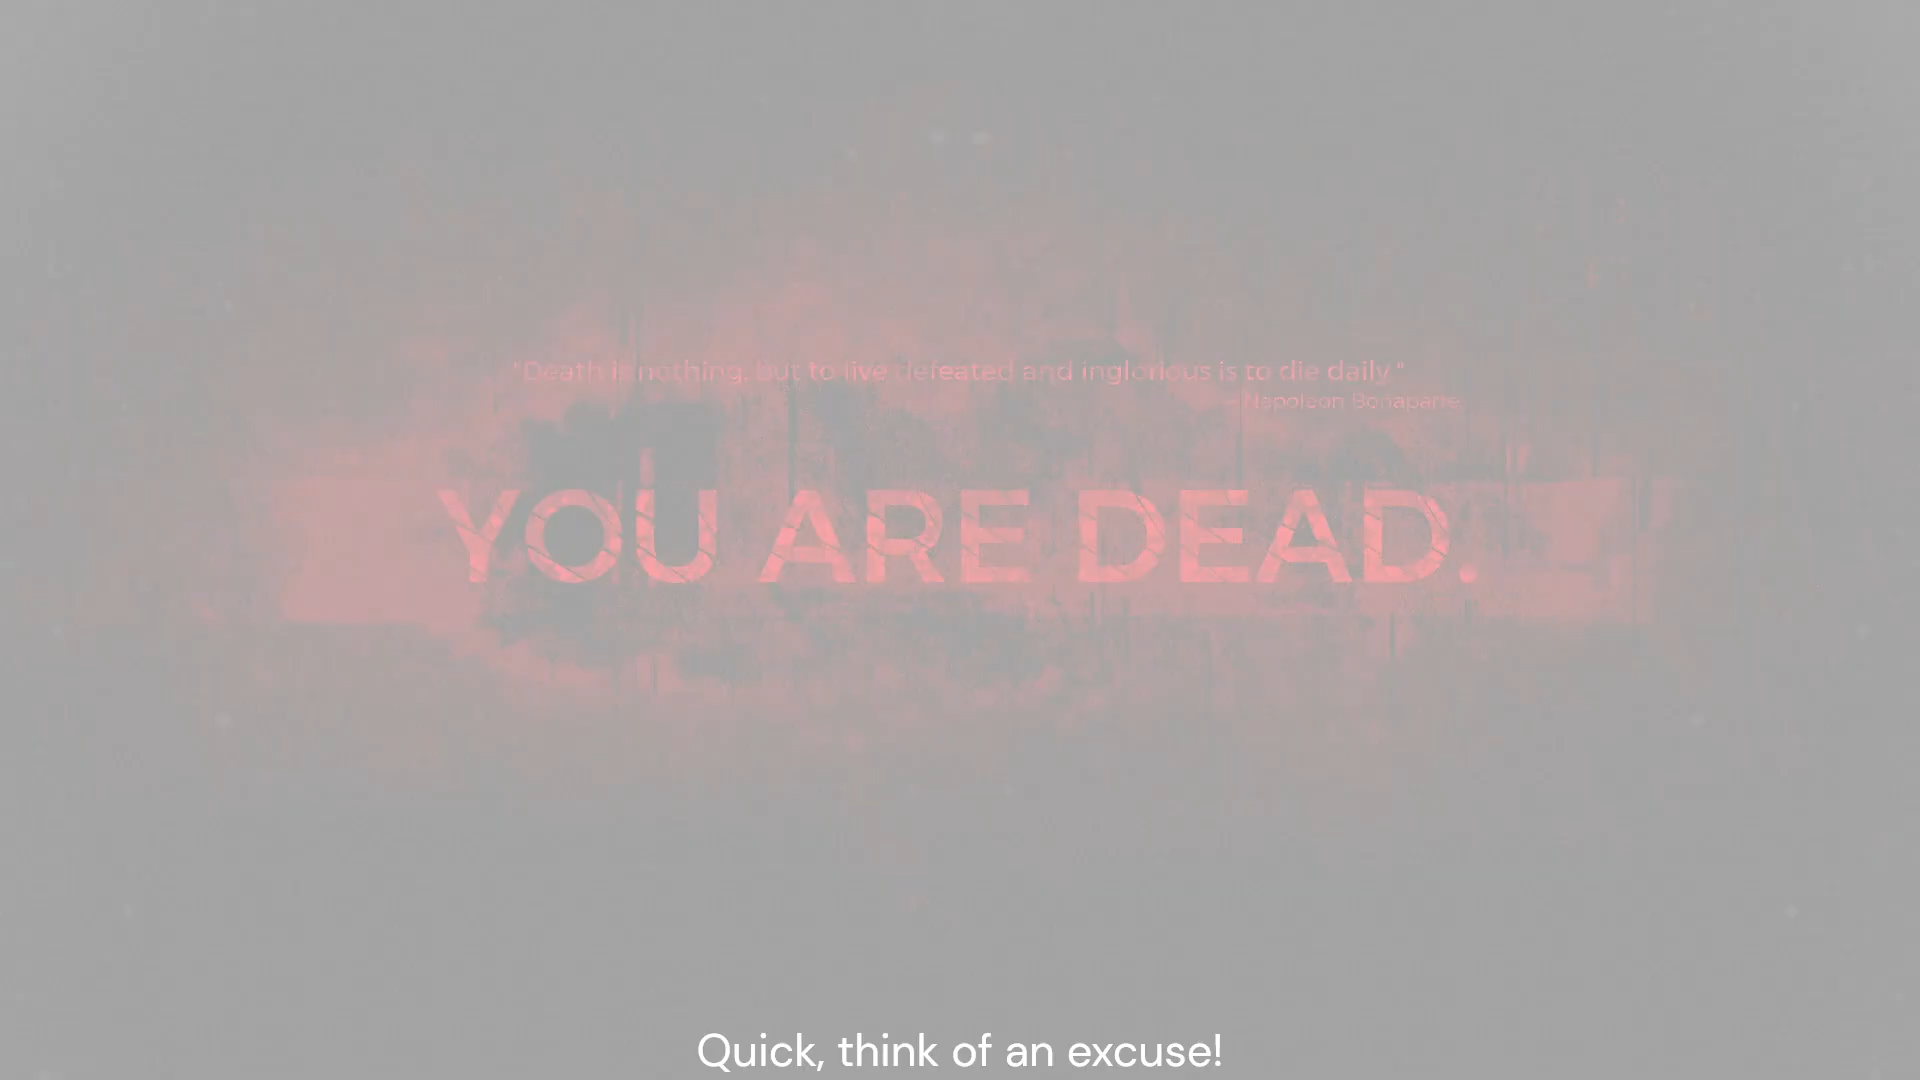 "Death is nothing, but to live defeated and inglorious is to die daily."
– Napoleon Bonaparte
YOU ARE DEAD.
Quick, think of an excuse!